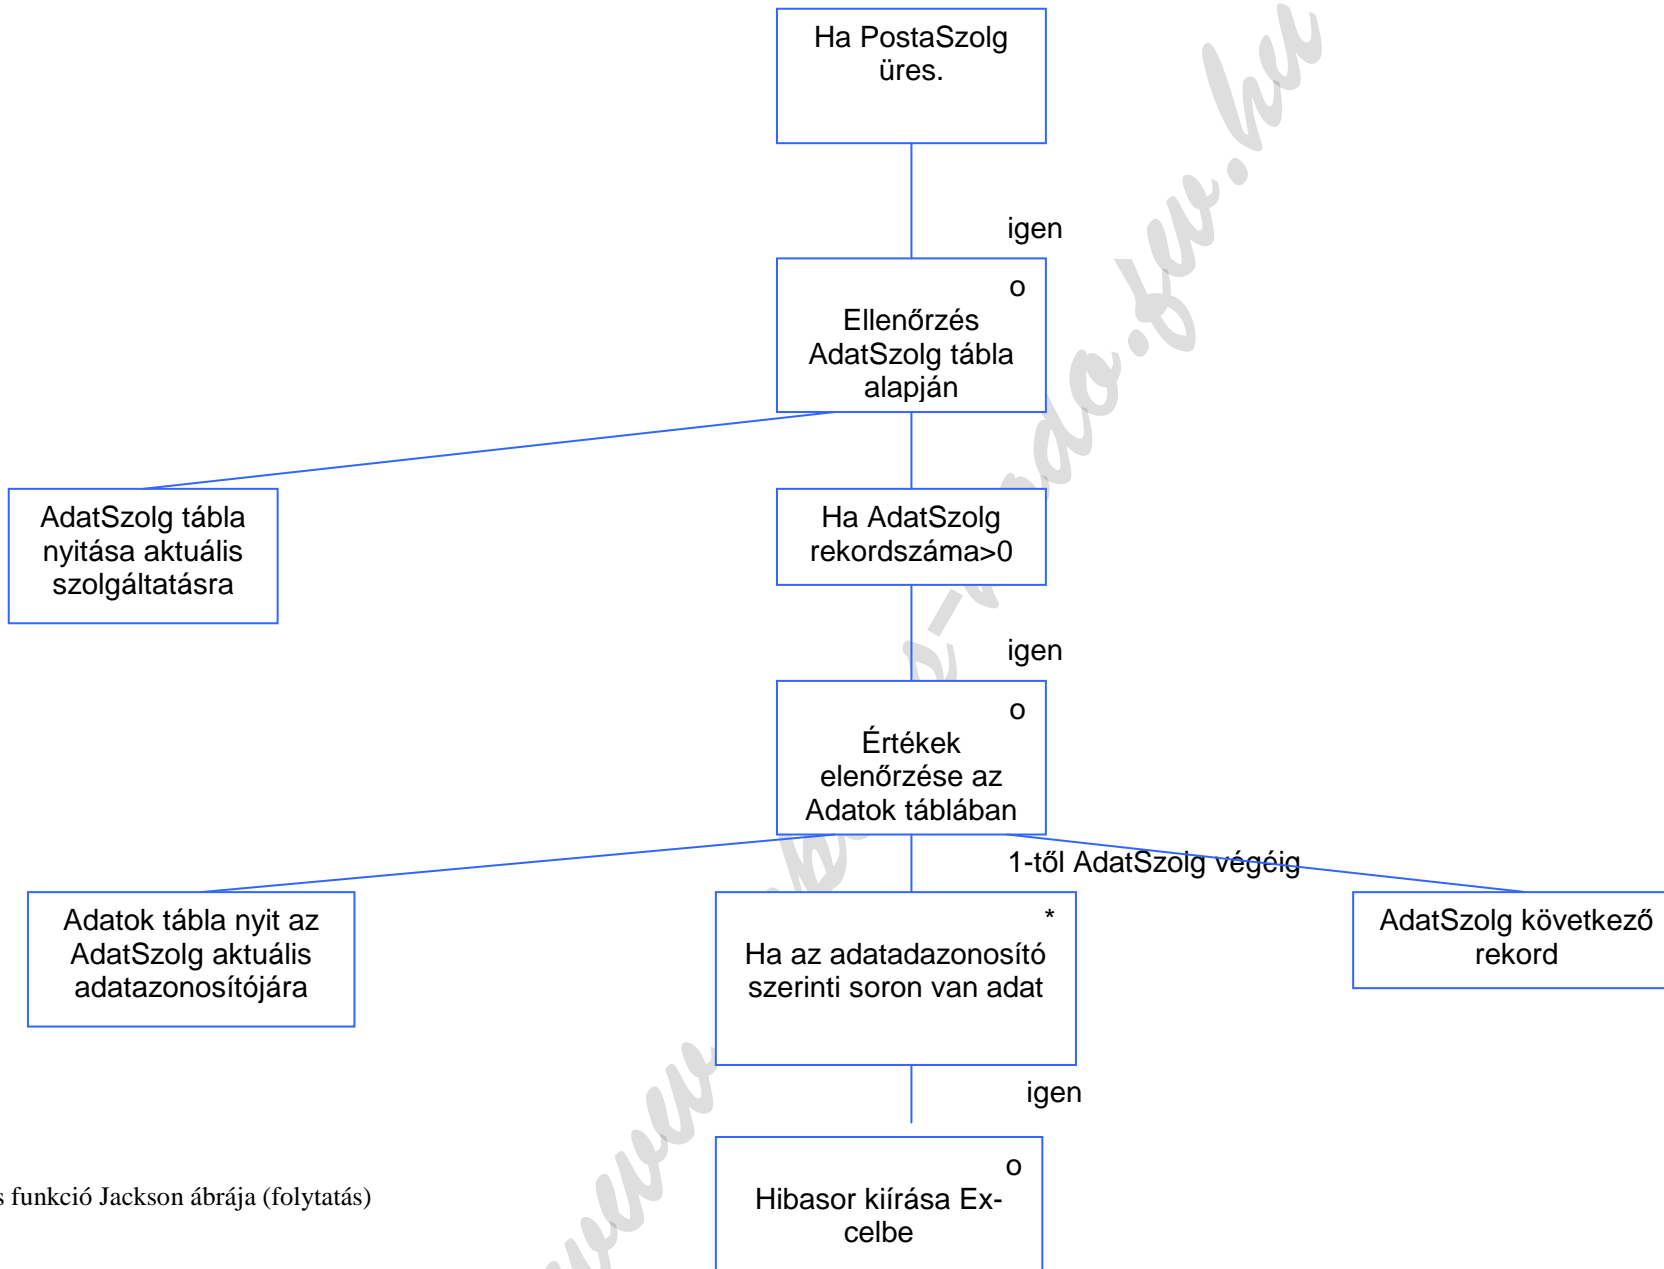 Ha PostaSzolg
üres.
igen
o
Ellenőrzés
AdatSzolg tábla
alapján
AdatSzolg tábla
nyitása aktuális
szolgáltatásra
Ha AdatSzolg
rekordszáma>0
igen
o
Értékek
elenőrzése az
Adatok táblában
1-től AdatSzolg végéig
Adatok tábla nyit az
AdatSzolg aktuális
adatazonosítójára
*
Ha az adatadazonosító
szerinti soron van adat
AdatSzolg következő
rekord
igen
o
Hibasor kiírása Ex-
celbe
s funkció Jackson ábrája (folytatás)